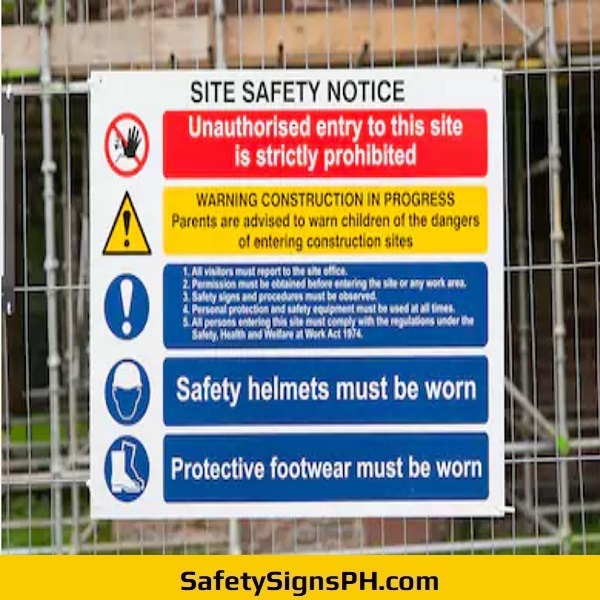 SITE SAFETY NOTICE
Unauthorised entry to this site
is strictly prohibited
WARNING CONSTRUCTION IN PROGRESS
Parents are advised to warn children of the dangers
of entering construction sites
1. All visitors must report to the site office.
2. Permission must be obtained before entering the site or any work area.
3. Safety signs and procedures must be observed.
4. Personal protection and safety equipment must be used at all times.
5. All persons entering this site must comply with the regulations under the
Safety, Health and Welfare at Work Act 1974.
Safety helmets must be worn
Protective footwear must be worn
SafetySignsPH.com